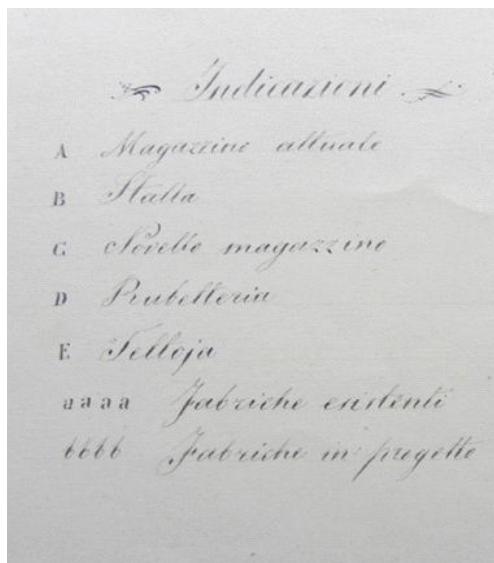 Indicazioni
A Magazzino attuale
B Stalla
C Novello magazzino
D
E Tettoja
aaaa Fabriche esistenti
bbbb Fabriche in progetto